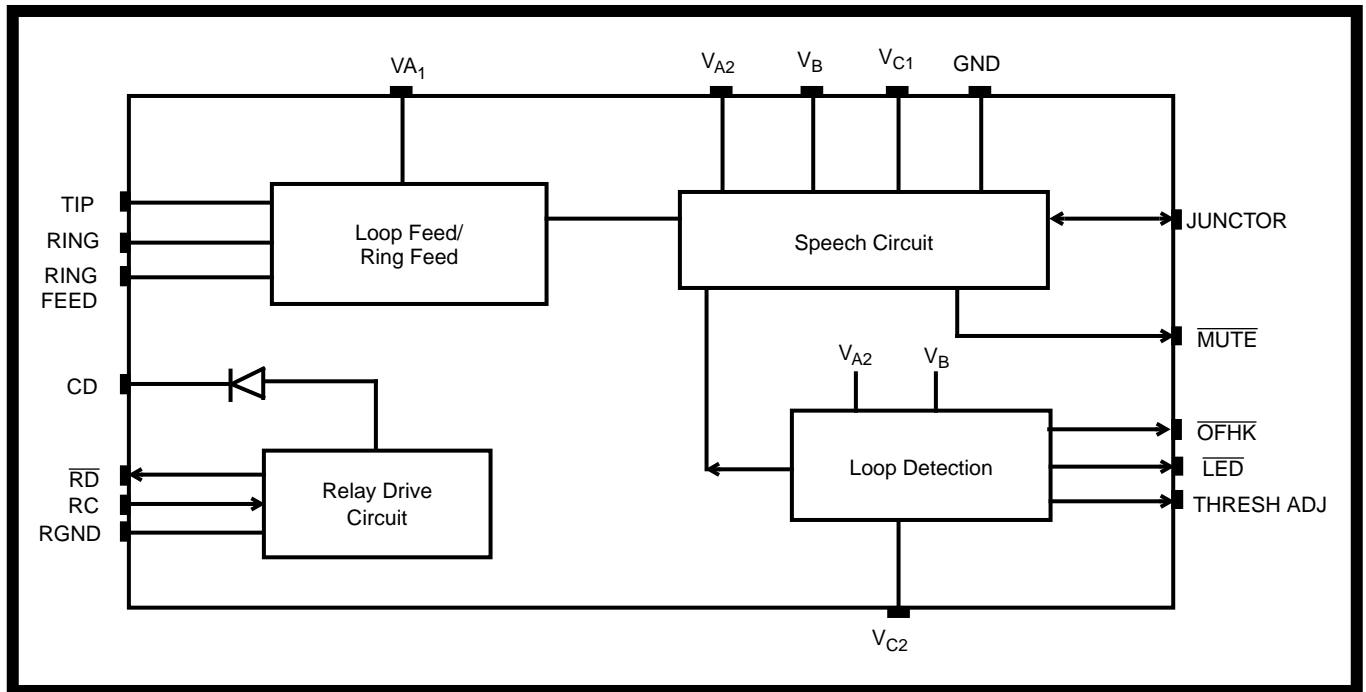 VA1
VA2
VB
VC1
GND
TIP
RING
RING
FEED
Loop Feed/
Ring Feed
Speech Circuit
JUNCTOR
MUTE
CD
VA2
VB
RD
RC
RGND
Relay Drive
Circuit
Loop Detection
OFHK
LED
THRESH ADJ
VC2